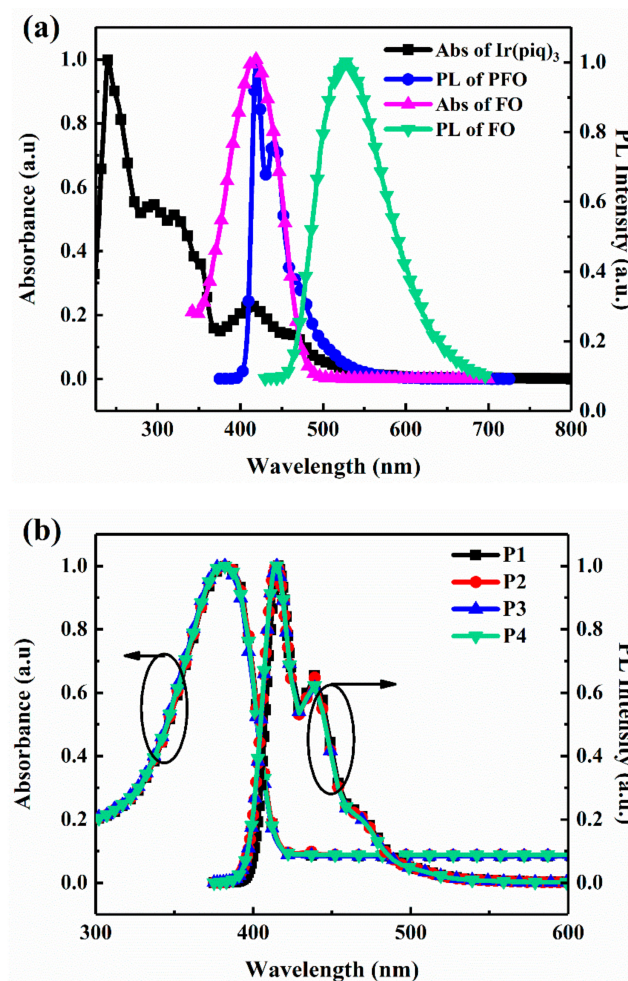 (a)
Abs of Ir(piq)3
PL of PFO
Abs of FO
PL of FO
1.0
0.8
0.6
0.4
0.2
0.0
Absorbance (a.u)
1.0
0.8
0.6
0.4
0.2
0.0
PL Intensity (a.u.)
300 400 500 600 700 800
Wavelength (nm)
(b)
P1
P2
P3
P4
1.0
0.8
0.6
0.4
0.2
0.0
Absorbance (a.u)
1.0
0.8
0.6
0.4
0.2
0.0
PL Intensity (a.u.)
300 400 500 600
Wavelength (nm)